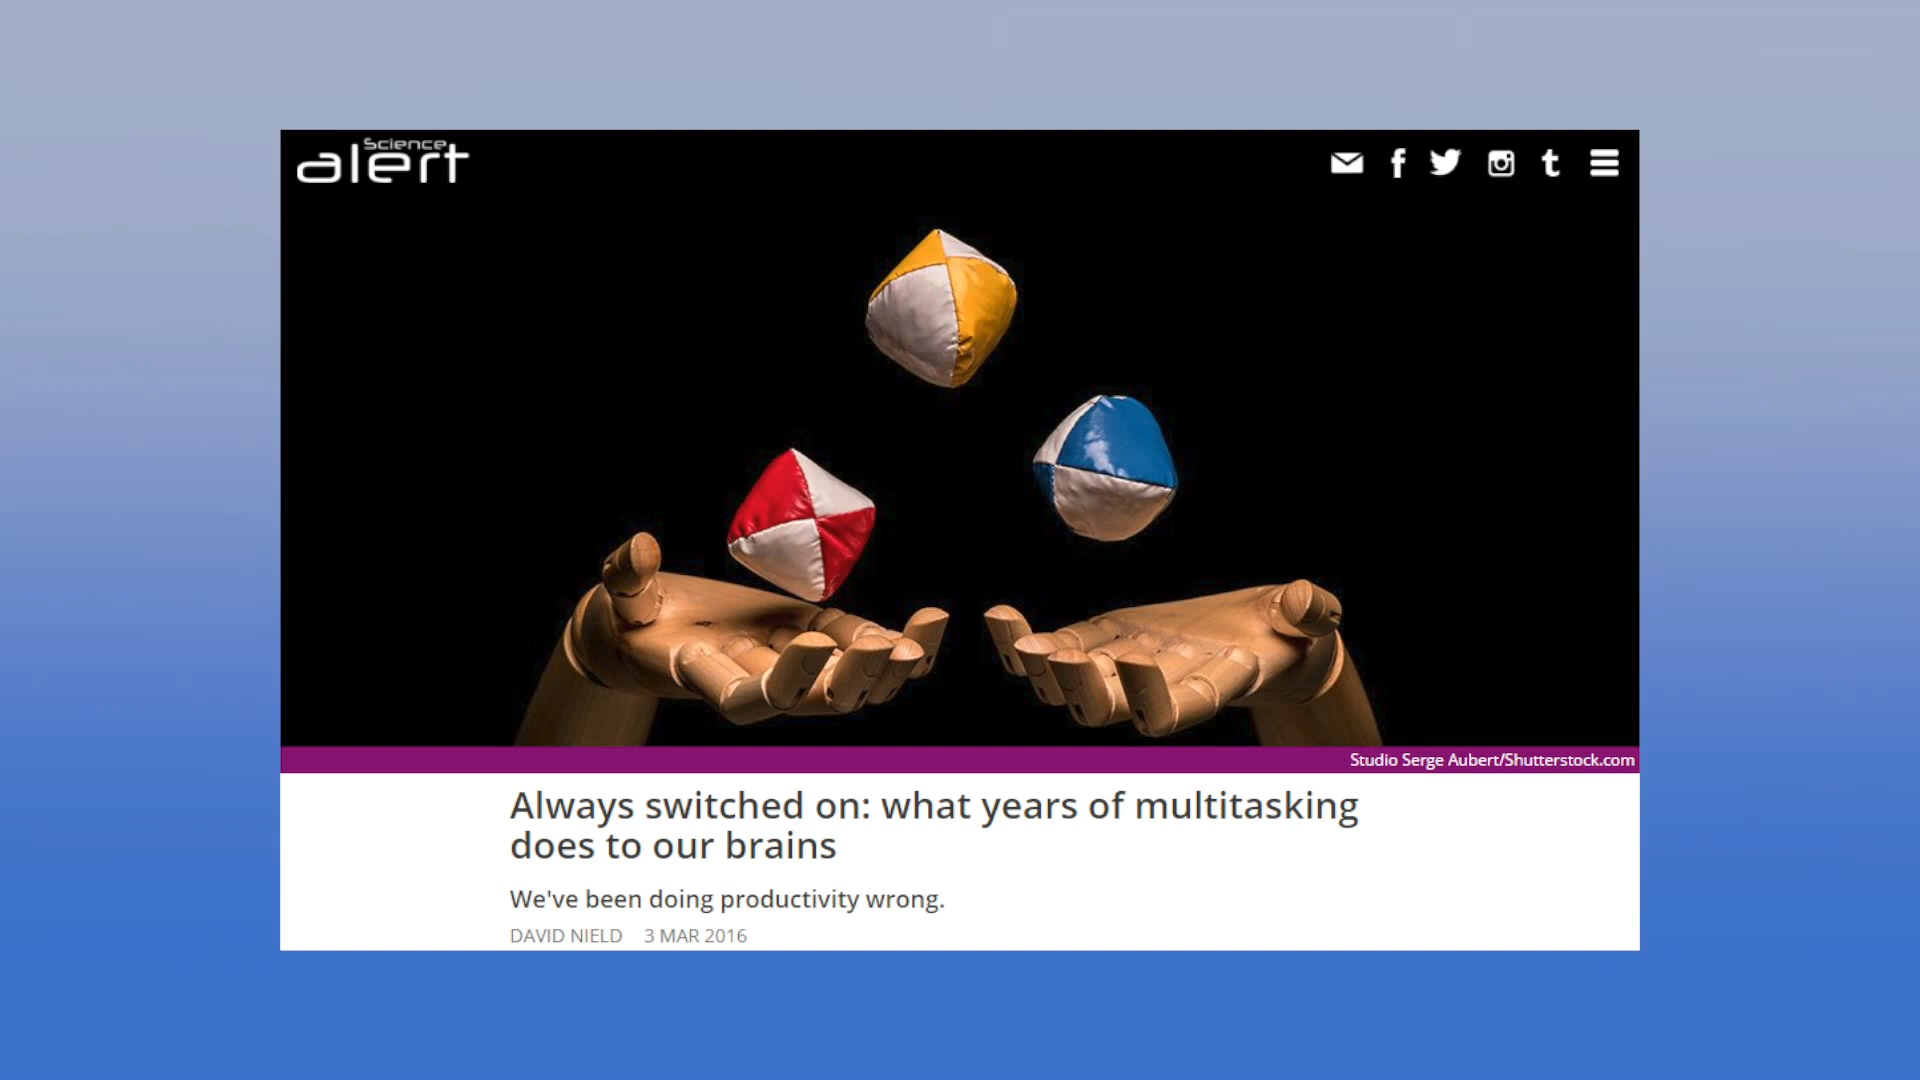 Science
alert
Studio Serge Aubert/Shutterstock.com
Always switched on: what years of multitasking
does to our brains
We've been doing productivity wrong.
DAVID NIELD 3 MAR 2016